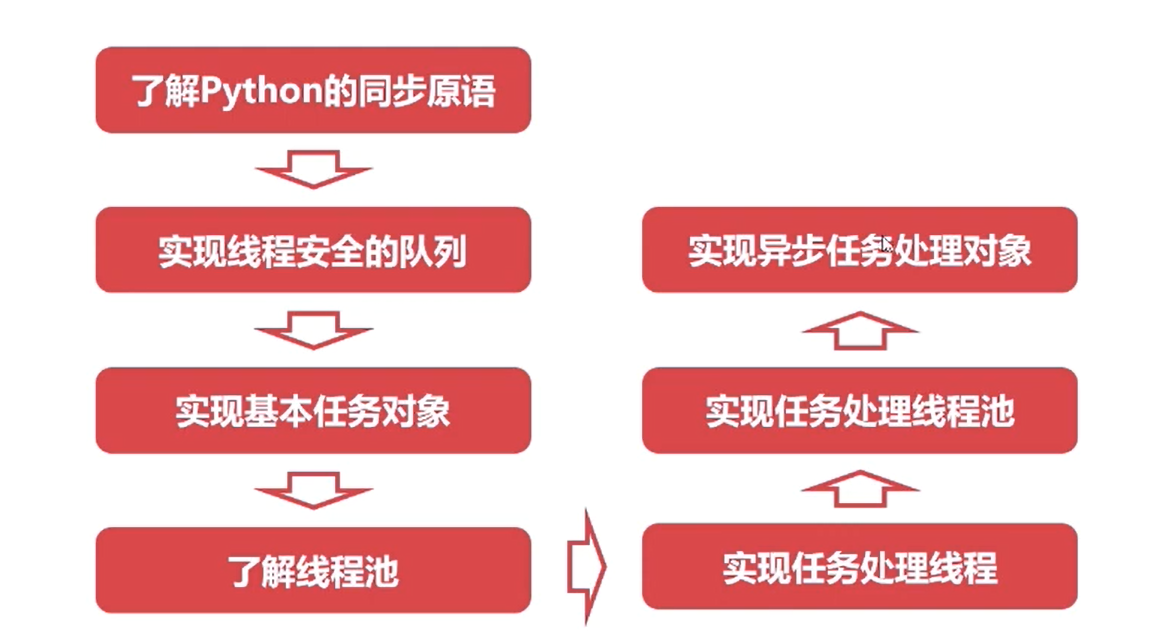 了解Python的同步原语
实现线程安全的队列
实现基本任务对象
了解线程池
实现任务处理线程
实现任务处理线程池
实现异步任务处理对象